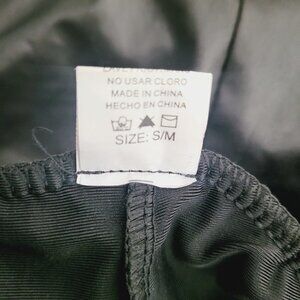 NO USAR CLORO
MADE IN CHINA
HECHO EN CHINA
SIZE: S/M